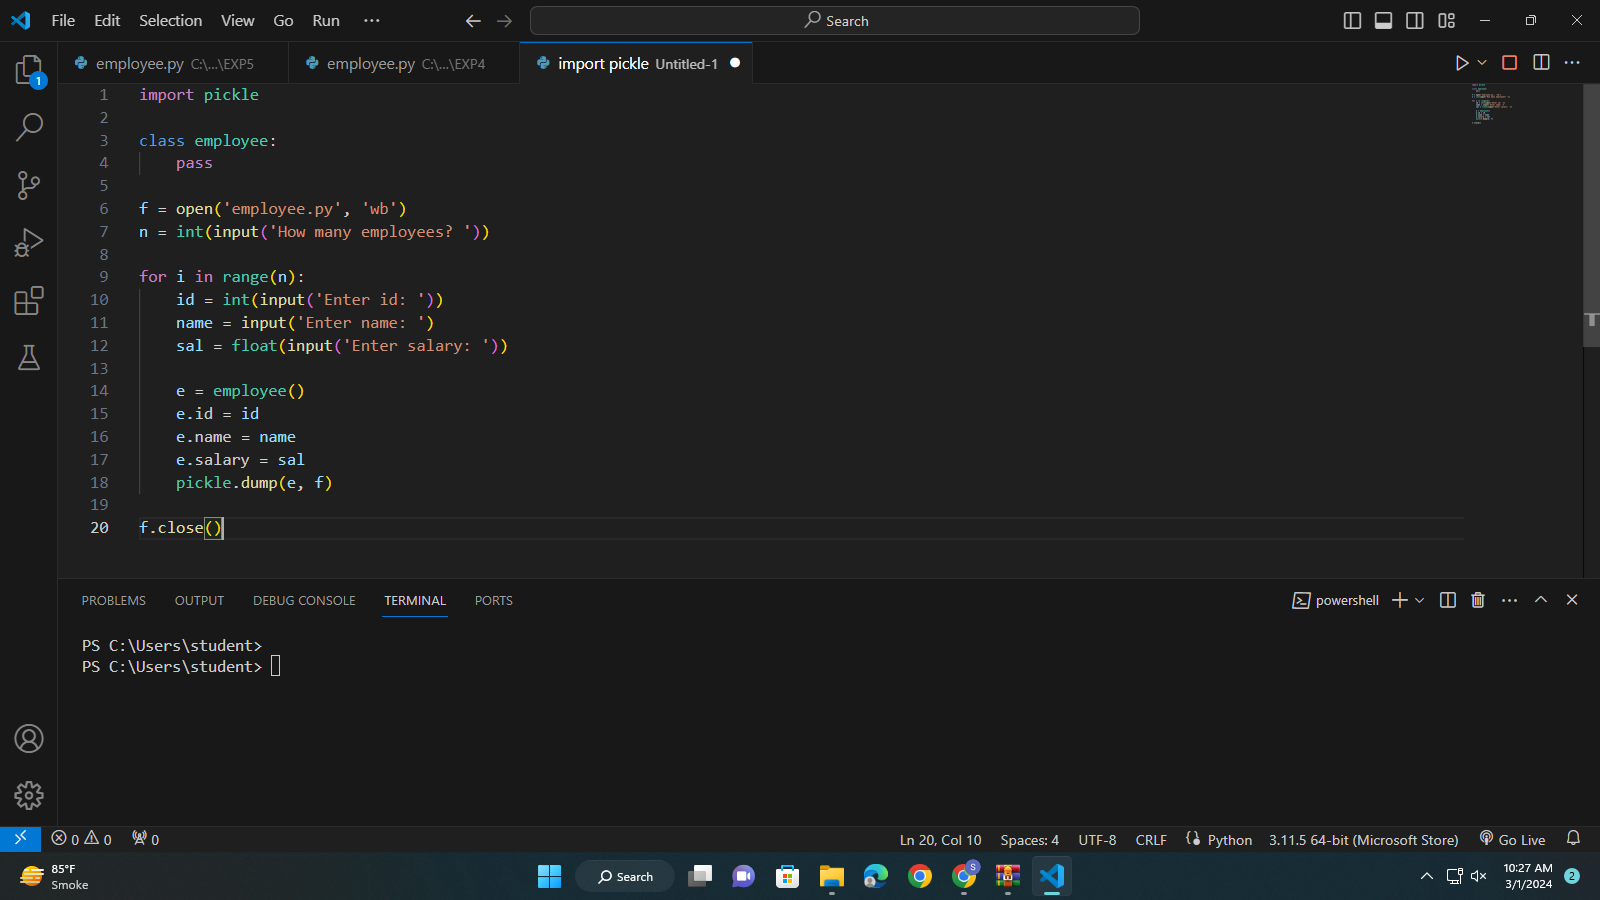 File Edit Selection View Go Run ··· Search
employee.py C:\...\EXP5 employee.py C:\...\EXP4 import pickle Untitled-1
1 import pickle
2
3 class employee:
4 pass
5
6 f = open('employee.py', 'wb')
7 n = int(input('How many employees? '))
8
9 for i in range(n):
10 id = int(input('Enter id: '))
11 name = input('Enter name: ')
12 sal = float(input('Enter salary: '))
13
14 e = employee()
15 e.id = id
16 e.name = name
17 e.salary = sal
18 pickle.dump(e, f)
19
20 f.close()
1
PROBLEMS OUTPUT DEBUG CONSOLE TERMINAL PORTS powershell
PS C:\Users\student>
PS C:\Users\student>
0 0 0 Ln 20, Col 10 Spaces: 4 UTF-8 CRLF Python 3.11.5 64-bit (Microsoft Store) Go Live
85°F
Smoke
Search
S
10:27 AM
3/1/2024
2